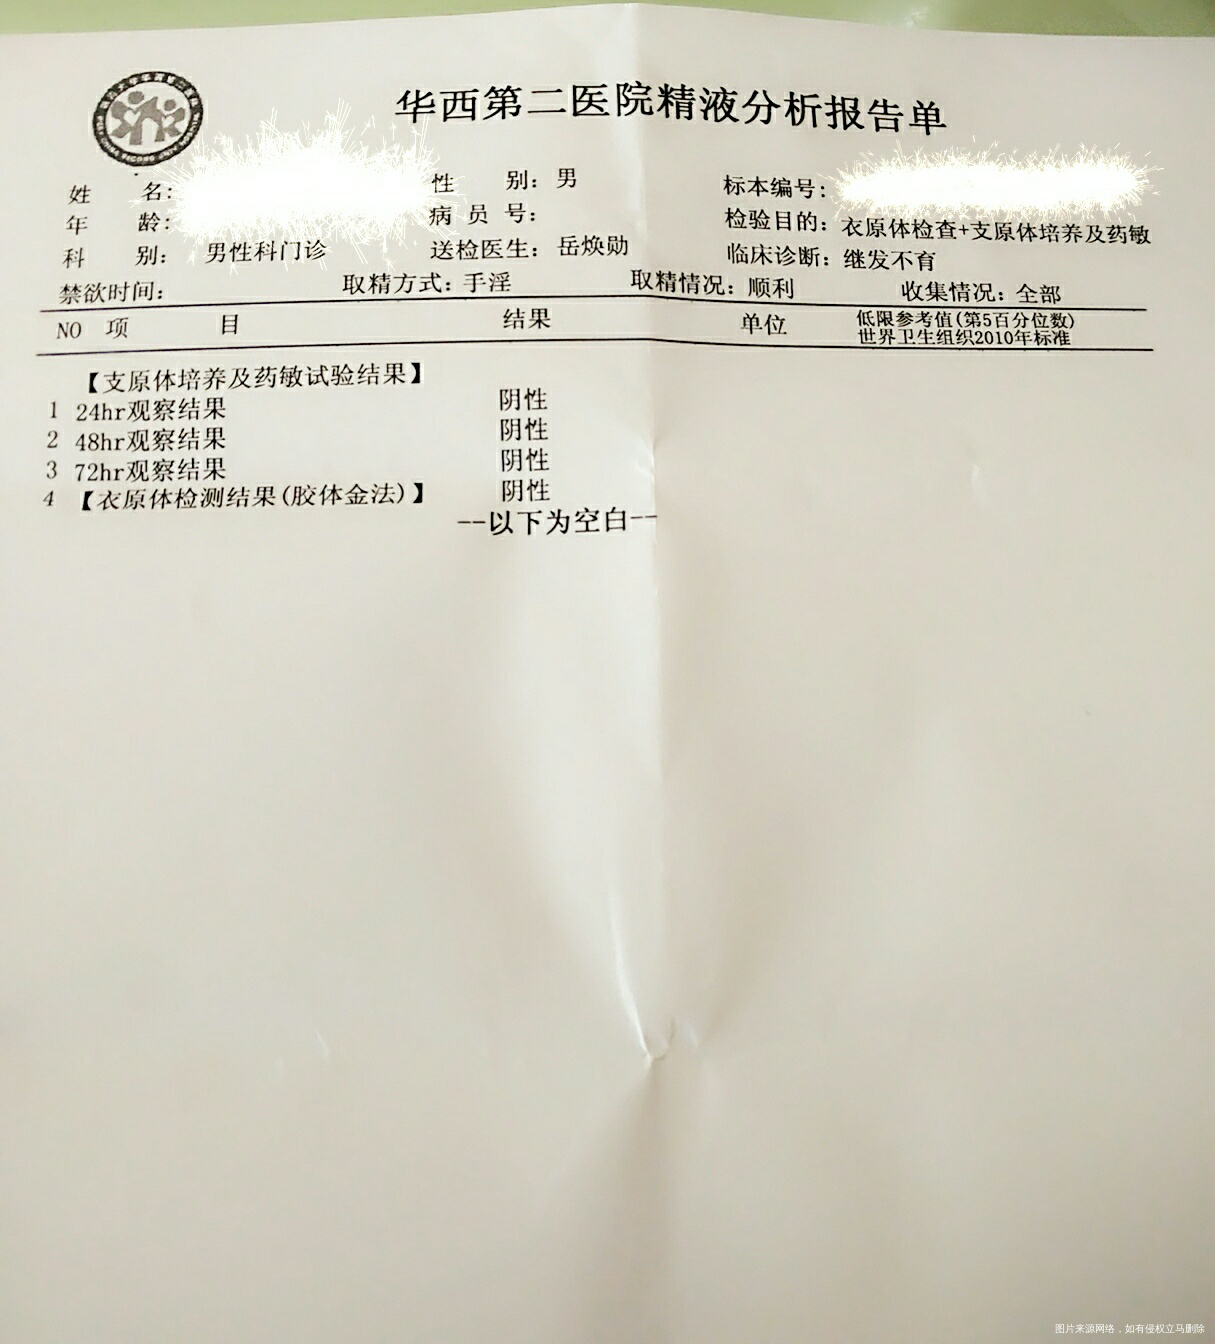 华西第二医院精液分析报告单
姓 名: 性 别: 男 标本编号:
年 龄: 病 员 号: 检验目的: 衣原体检查+支原体培养及药敏
科 别: 男性科门诊 送检医生: 岳焕勋 临床诊断: 继发不育
禁欲时间: 取精方式: 手淫 取精情况: 顺利 收集情况: 全部
NO 项 目 结果 单位 低限参考值(第5百分位数)
世界卫生组织2010年标准
【支原体培养及药敏试验结果】
1 24hr观察结果 阴性
2 48hr观察结果 阴性
3 72hr观察结果 阴性
4 【衣原体检测结果(胶体金法)】 阴性
--以下为空白--
图片来源网络，如有侵权立马删除